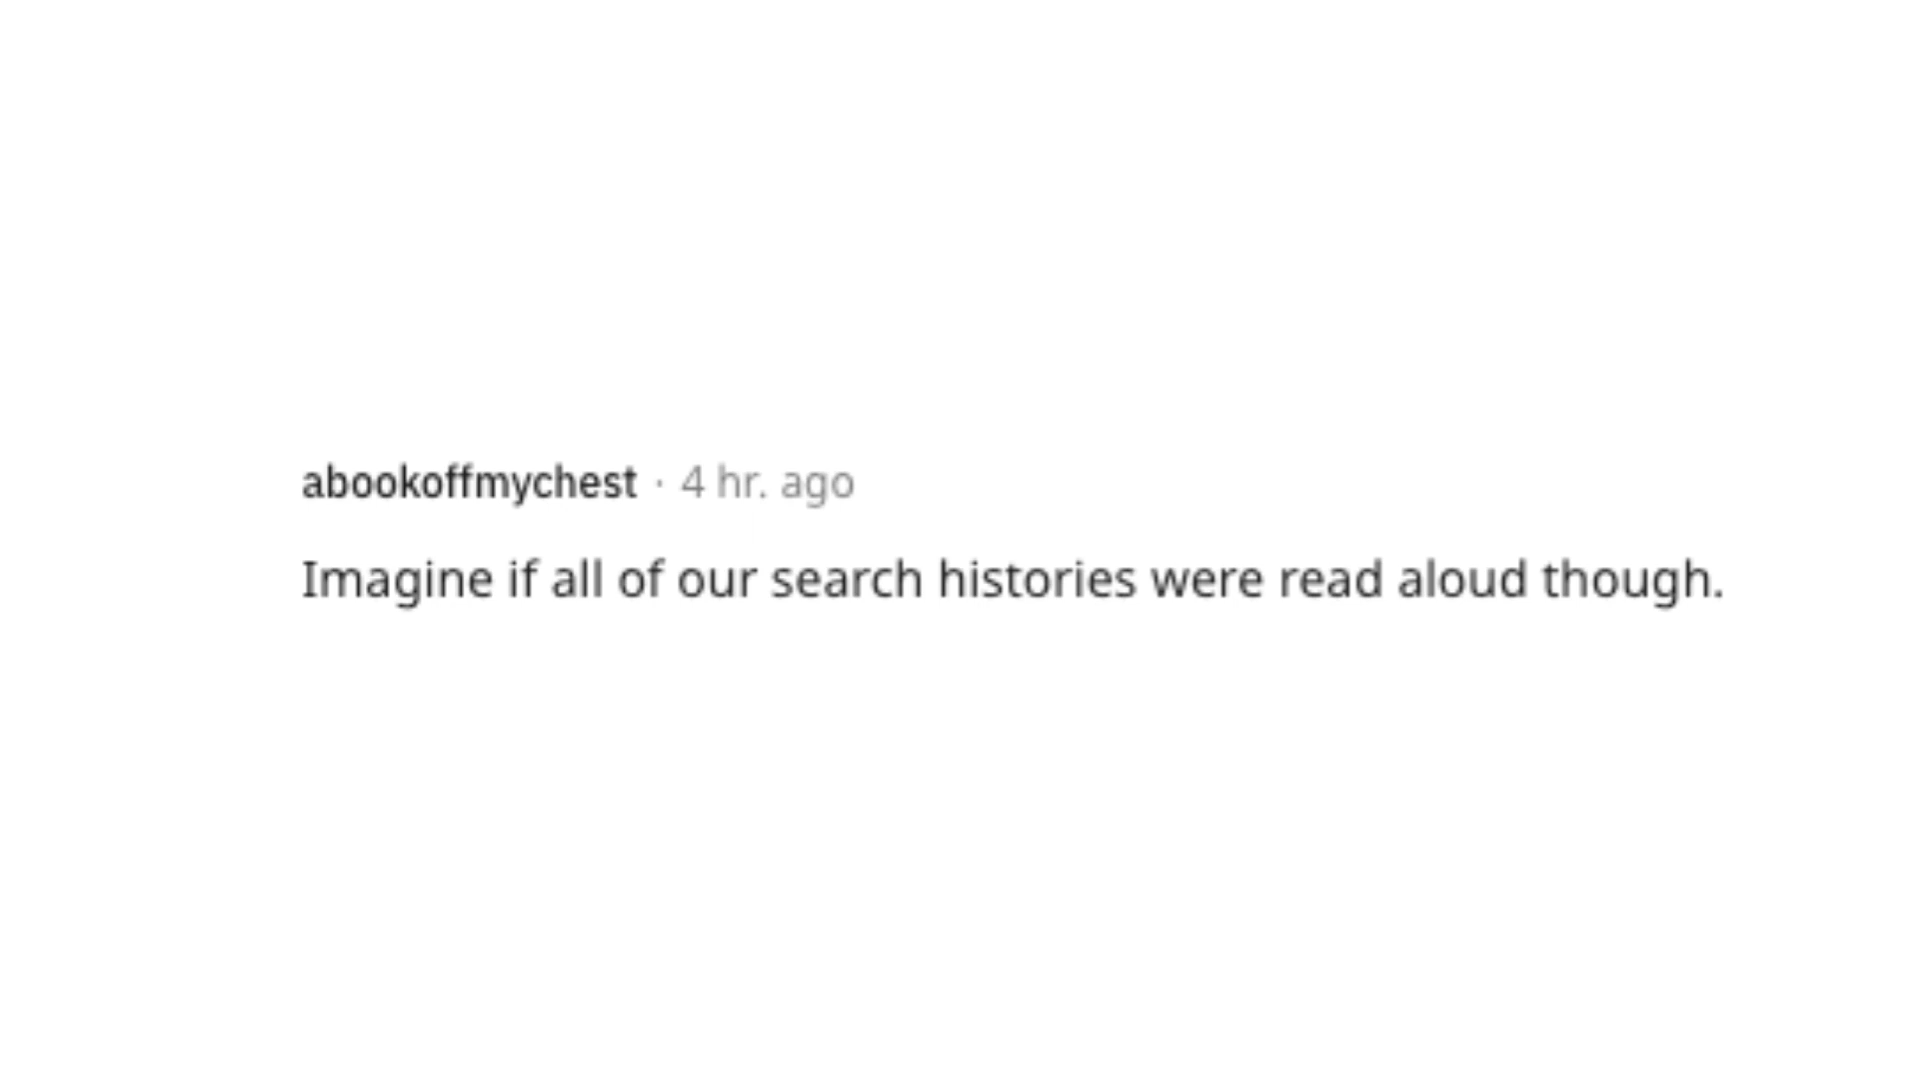 abookoffmychest · 4 hr. ago
Imagine if all of our search histories were read aloud though.